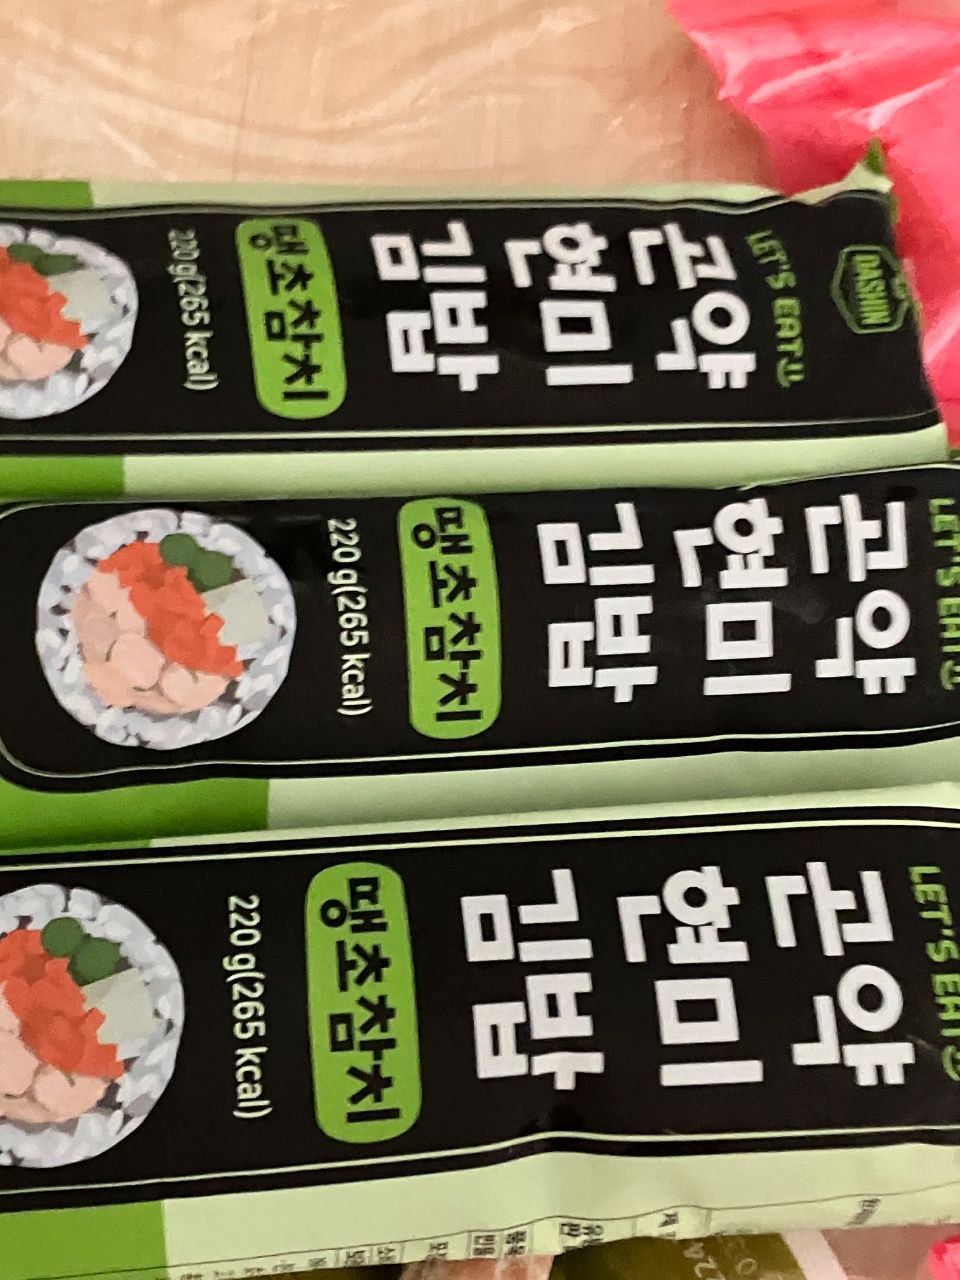 DASHIN
LET'S EAT
곤약
현미
김밥
땡초참치
220 g(265 kcal)
LET'S EAT
곤약
현미
김밥
땡초참치
220 g(265 kcal)
LET'S EAT
곤약
현미
김밥
땡초참치
220 g(265 kcal)